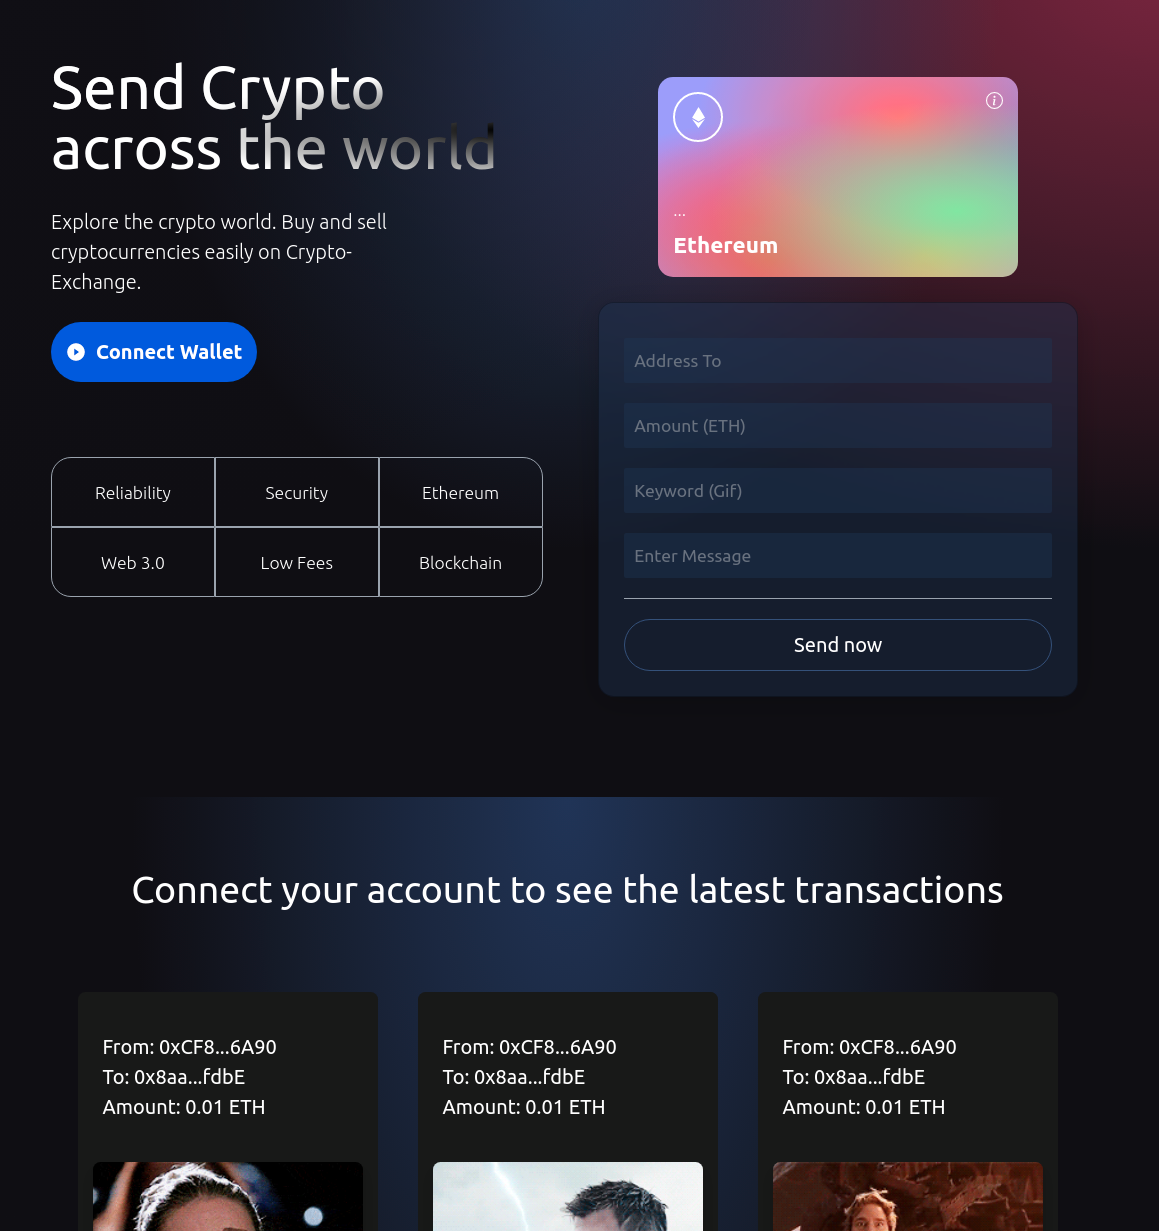 Send Crypto
across the world
Explore the crypto world. Buy and sell
cryptocurrencies easily on Crypto-
Exchange.
Connect Wallet
Reliability
Security
Ethereum
Web 3.0
Low Fees
Blockchain
...
Ethereum
Address To
Amount (ETH)
Keyword (Gif)
Enter Message
Send now
Connect your account to see the latest transactions
From: 0xCF8...6A90
To: 0x8aa...fdbE
Amount: 0.01 ETH
From: 0xCF8...6A90
To: 0x8aa...fdbE
Amount: 0.01 ETH
From: 0xCF8...6A90
To: 0x8aa...fdbE
Amount: 0.01 ETH